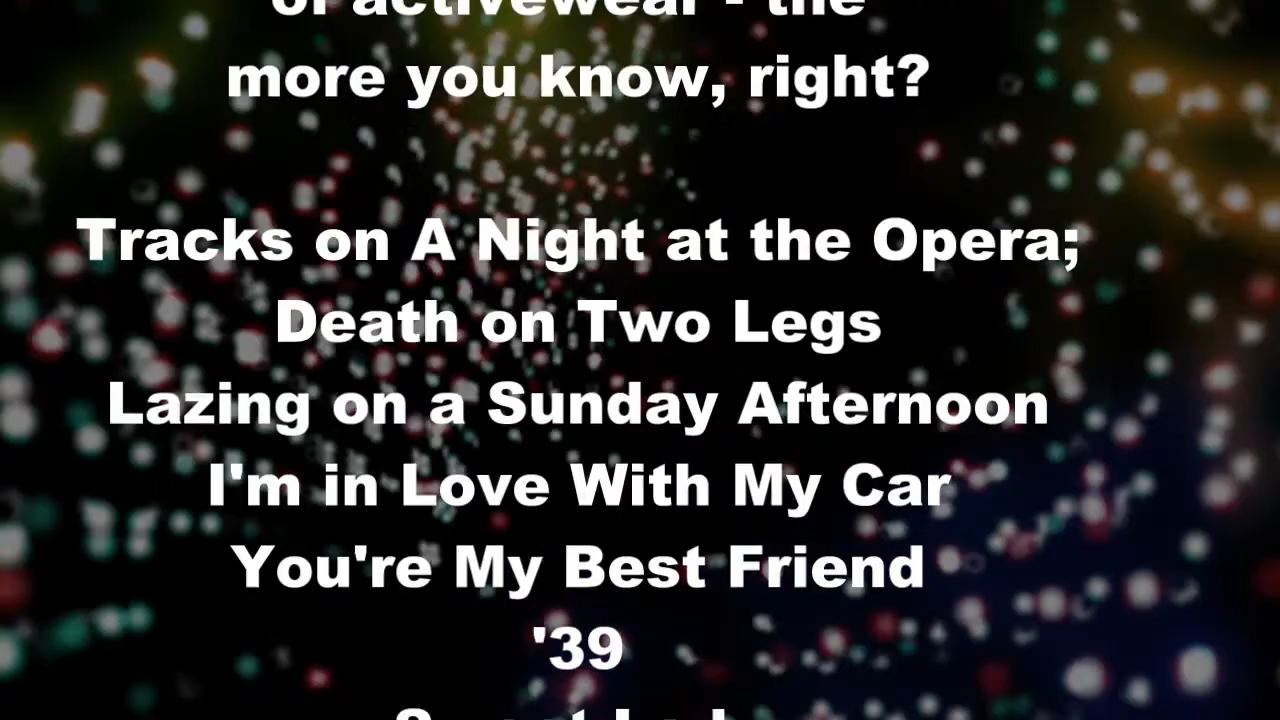 of activewear - the
more you know, right?
Tracks on A Night at the Opera;
Death on Two Legs
Lazing on a Sunday Afternoon
I'm in Love With My Car
You're My Best Friend
'39